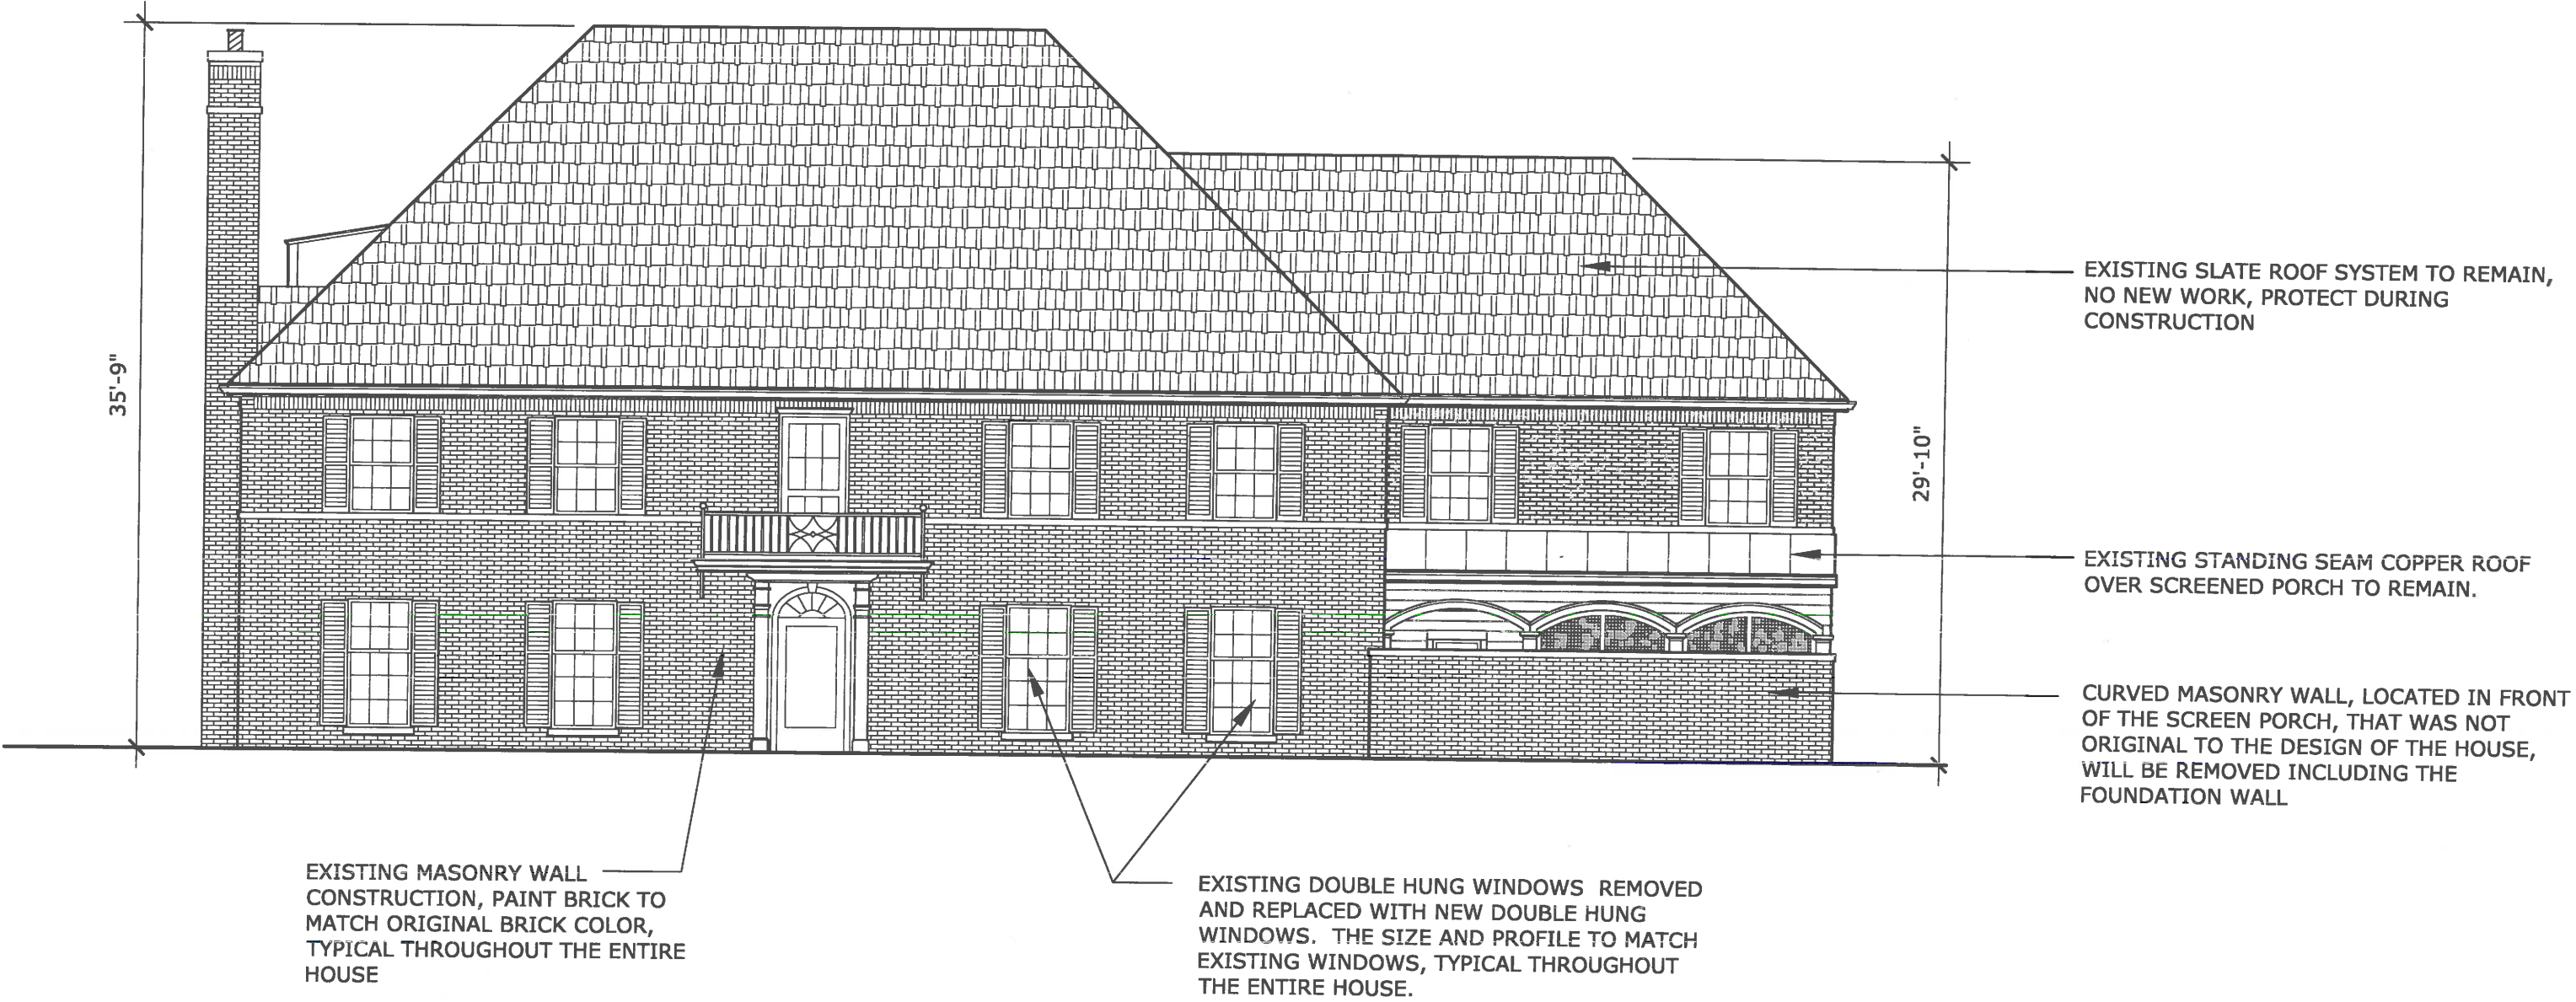 35'-9"
29'-10"
EXISTING SLATE ROOF SYSTEM TO REMAIN,
NO NEW WORK, PROTECT DURING
CONSTRUCTION
EXISTING STANDING SEAM COPPER ROOF
OVER SCREENED PORCH TO REMAIN.
CURVED MASONRY WALL, LOCATED IN FRONT
OF THE SCREEN PORCH, THAT WAS NOT
ORIGINAL TO THE DESIGN OF THE HOUSE,
WILL BE REMOVED INCLUDING THE
FOUNDATION WALL
EXISTING MASONRY WALL
CONSTRUCTION, PAINT BRICK TO
MATCH ORIGINAL BRICK COLOR,
TYPICAL THROUGHOUT THE ENTIRE
HOUSE
EXISTING DOUBLE HUNG WINDOWS REMOVED
AND REPLACED WITH NEW DOUBLE HUNG
WINDOWS. THE SIZE AND PROFILE TO MATCH
EXISTING WINDOWS, TYPICAL THROUGHOUT
THE ENTIRE HOUSE.